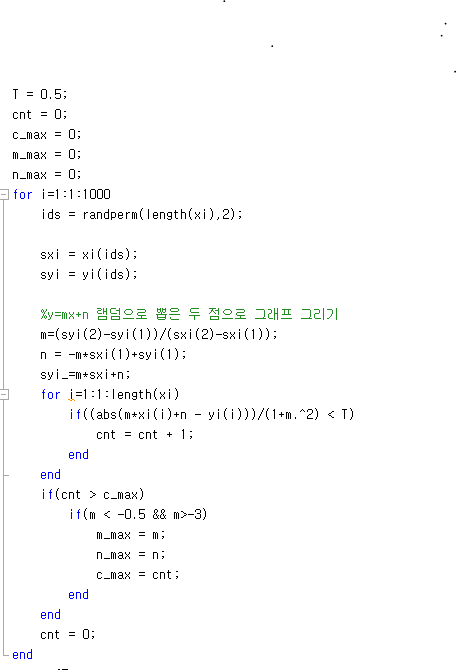 T = 0.5;
cnt = 0;
c_max = 0;
m_max = 0;
n_max = 0;
for i=1:1:1000
ids = randperm(length(xi),2);
sxi = xi(ids);
syi = yi(ids);
%y=mx+n 램덤으로 뽑은 두 점으로 그래프 그리기
m=(syi(2)-syi(1))/(sxi(2)-sxi(1));
n = -m*sxi(1)+syi(1);
syi_=m*sxi+n;
for i=1:1:length(xi)
if((abs(m*xi(i)+n - yi(i)))/(1+m.^2) < T)
cnt = cnt + 1;
end
end
if(cnt > c_max)
if(m < -0.5 && m>-3)
m_max = m;
n_max = n;
c_max = cnt;
end
end
cnt = 0;
end